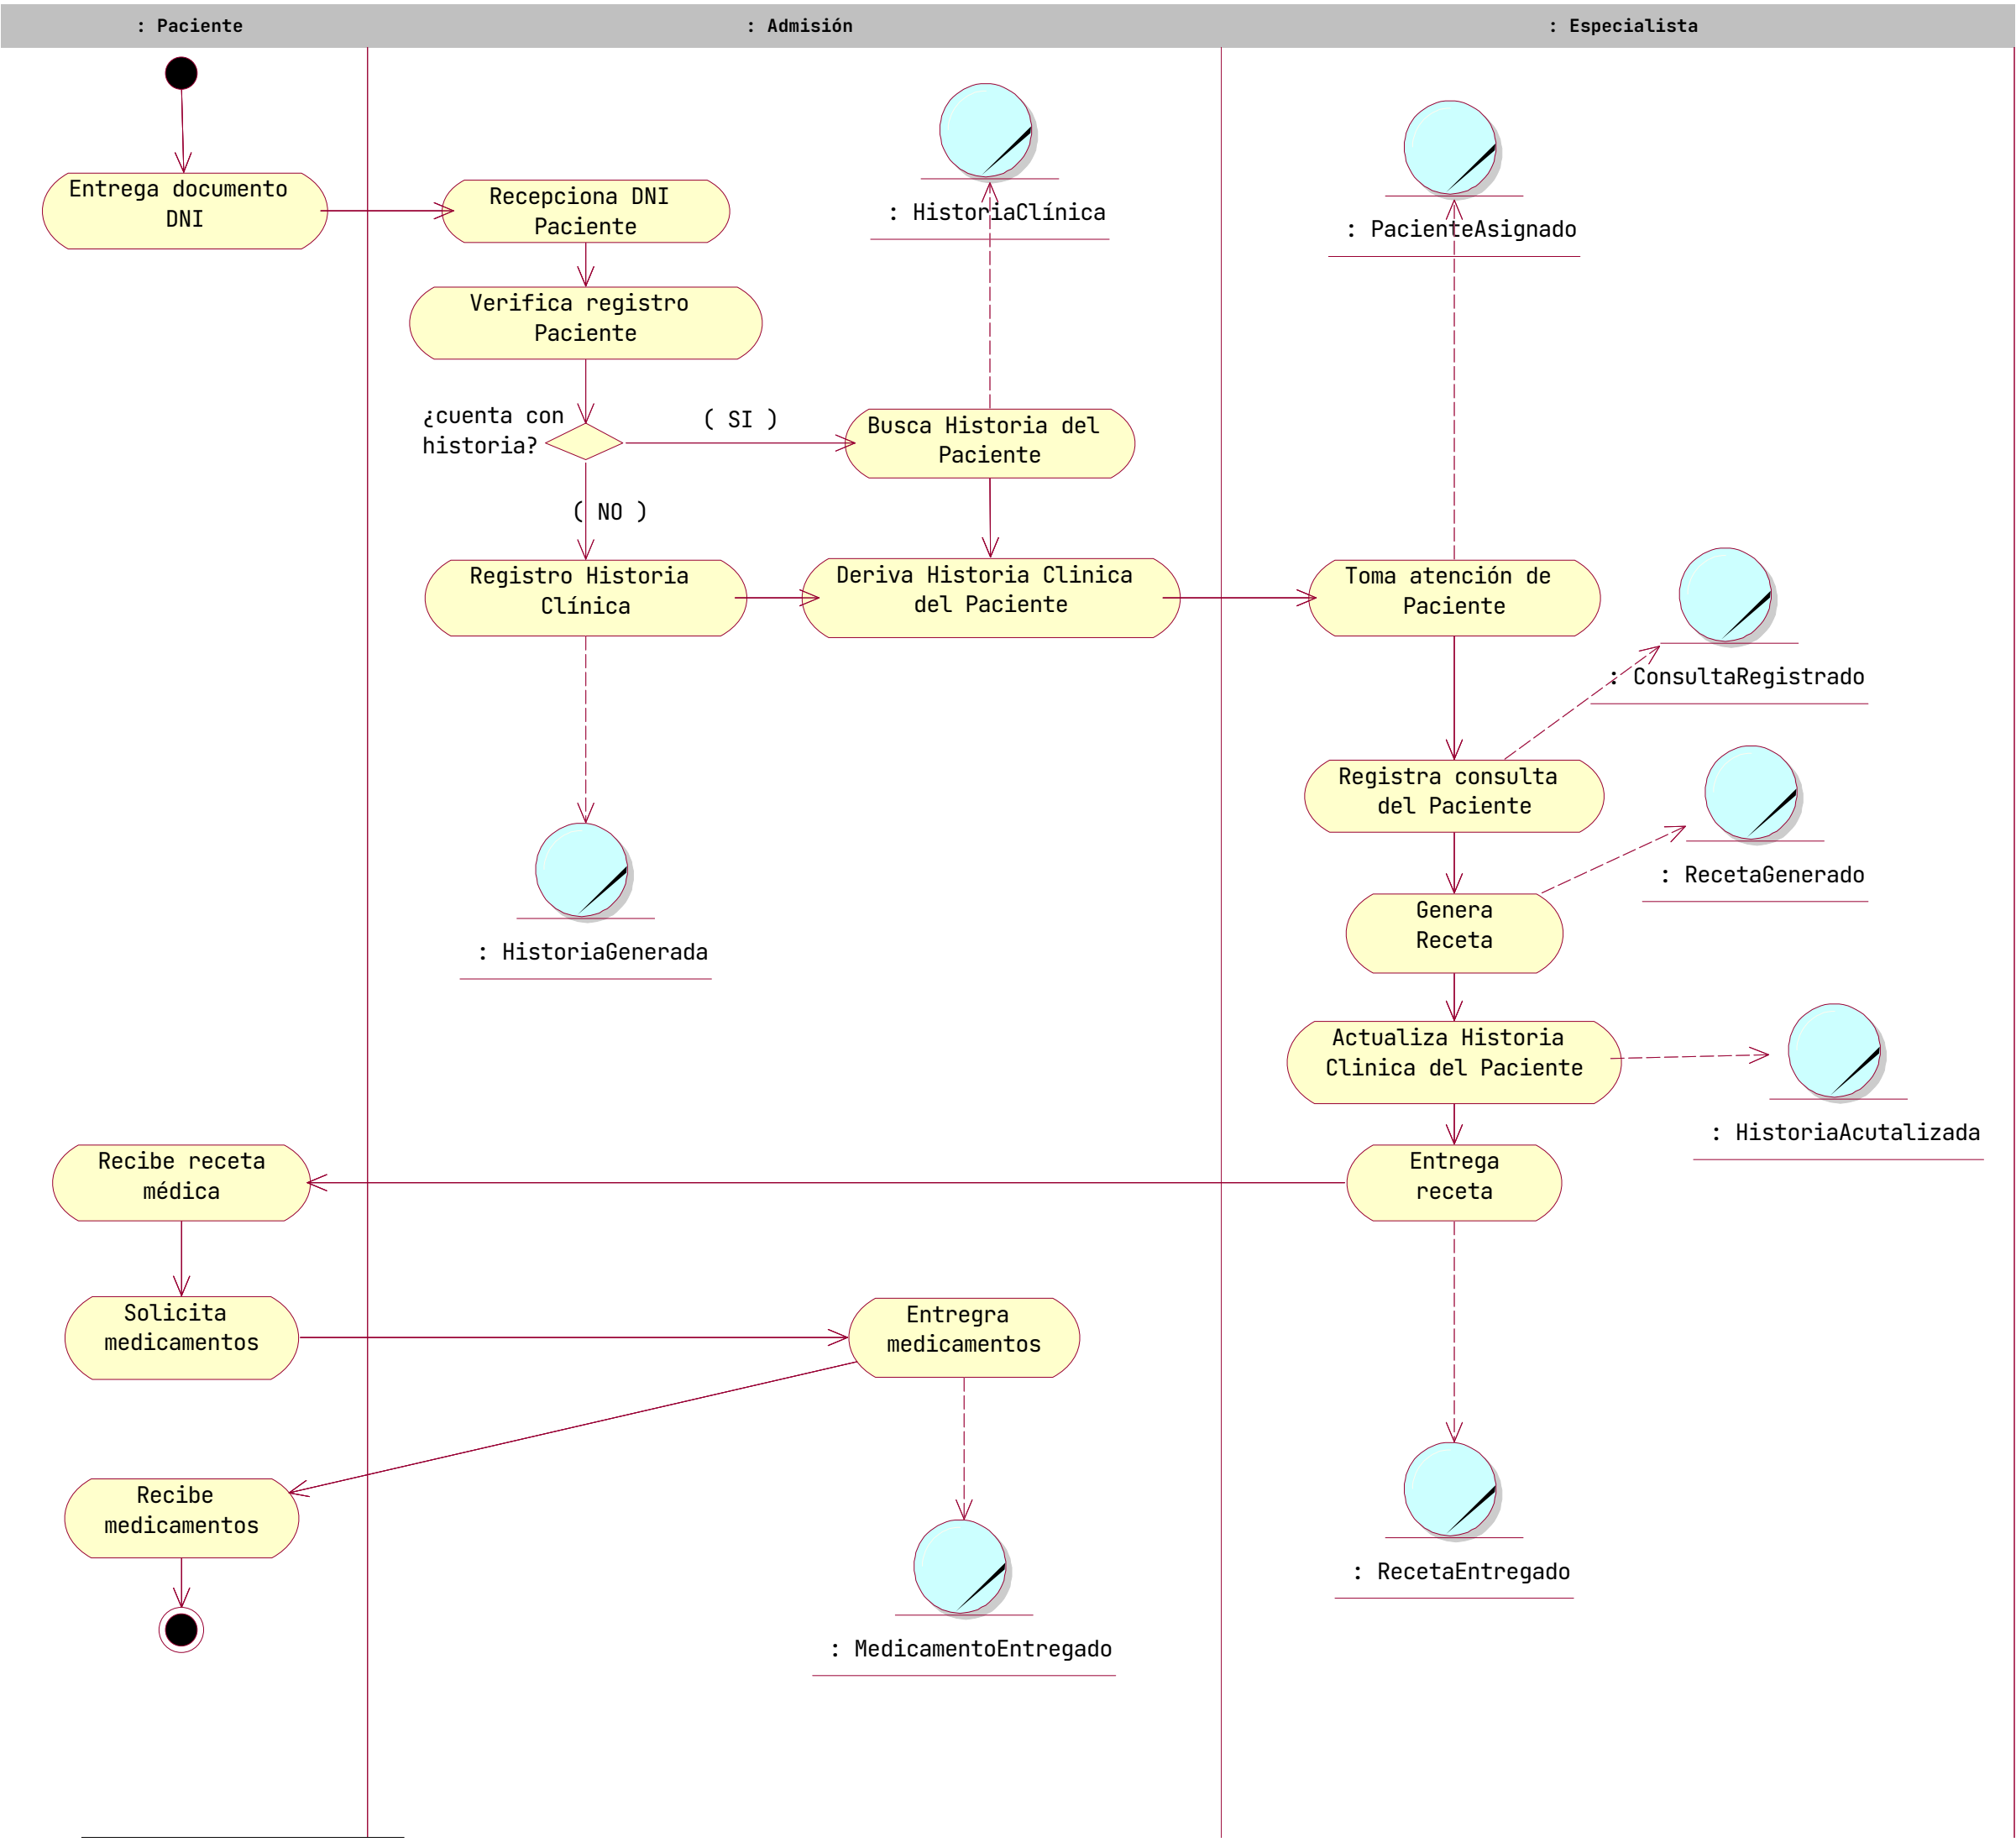 : Paciente
: Admisión
: Especialista
Entrega documento
DNI
Recepciona DNI
Paciente
: HistoriaClínica
: PacienteAsignado
Verifica registro
Paciente
¿cuenta con
historia?
( SI )
Busca Historia del
Paciente
( NO )
Registro Historia
Clínica
Deriva Historia Clinica
del Paciente
Toma atención de
Paciente
: ConsultaRegistrado
Registra consulta
del Paciente
: RecetaGenerado
: HistoriaGenerada
Genera
Receta
Actualiza Historia
Clinica del Paciente
: HistoriaAcutalizada
Recibe receta
médica
Entrega
receta
Solicita
medicamentos
Entregra
medicamentos
Recibe
medicamentos
: RecetaEntregado
: MedicamentoEntregado